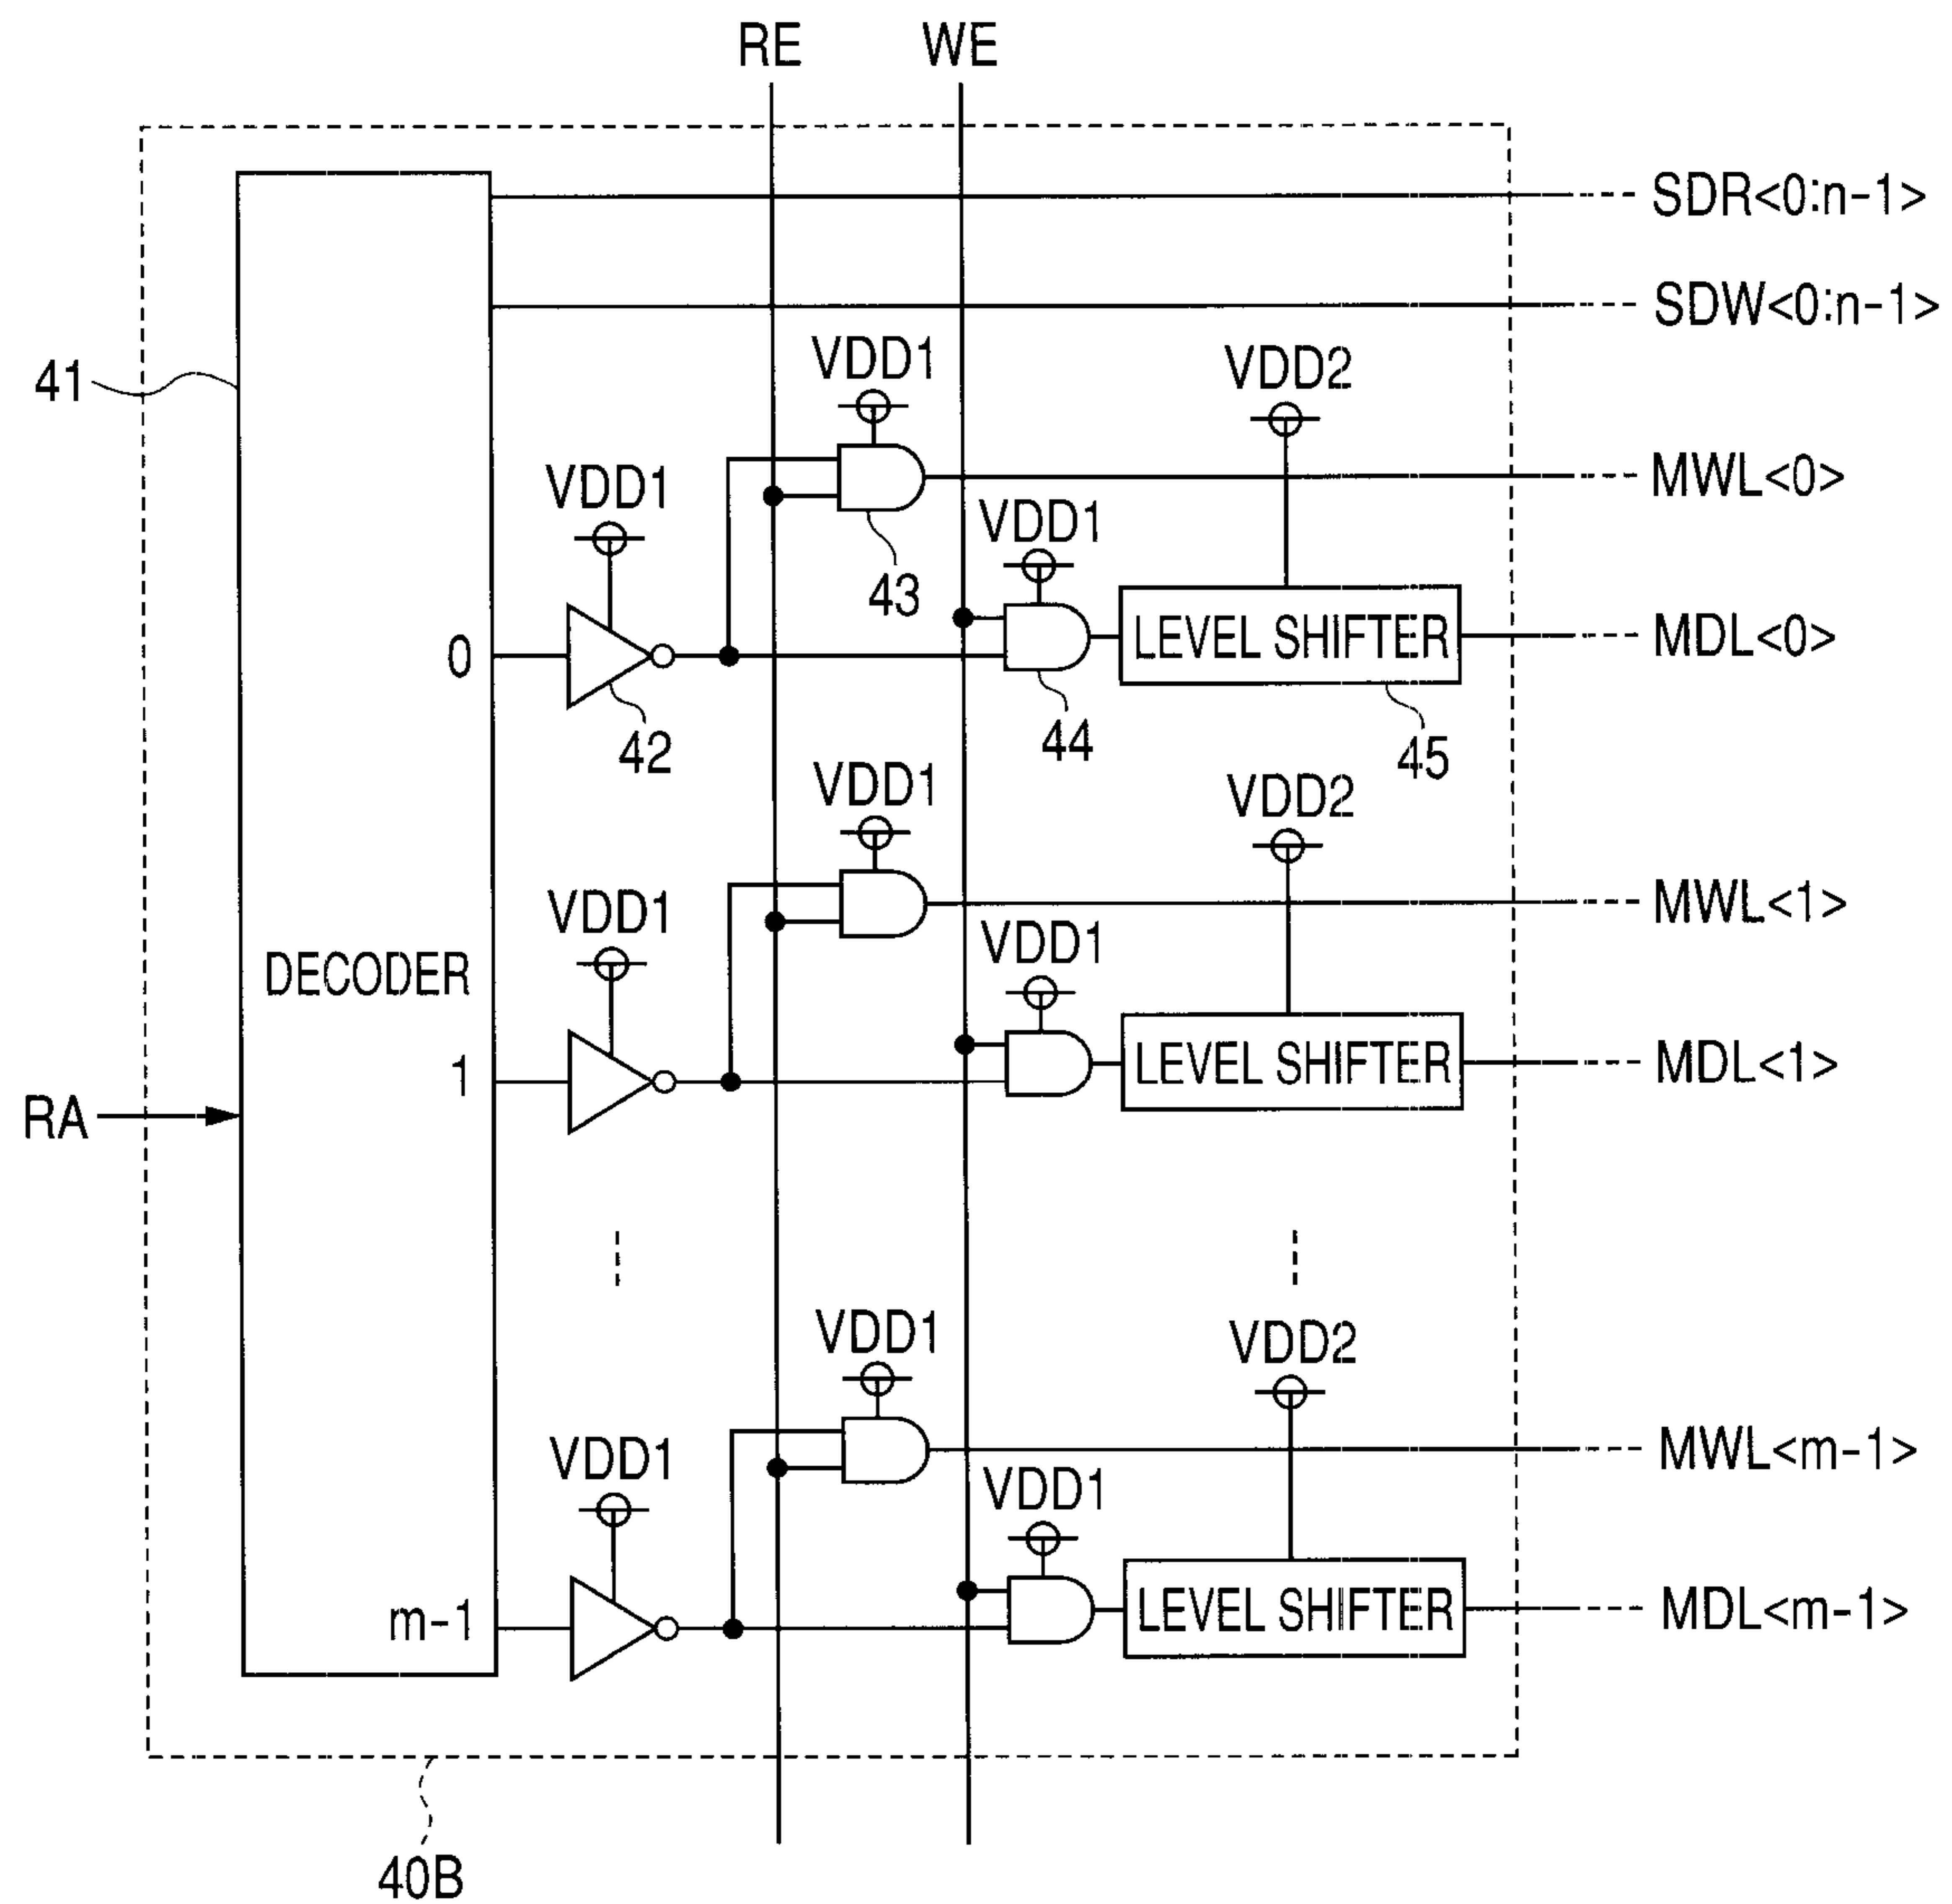 RE WE
SDR<0:n-1>
SDW<0:n-1>
41
VDD1 VDD2
VDD1 MWL<0>
VDD1
43
0 LEVEL SHIFTER MDL<0>
42 44 45
VDD1 VDD2
VDD1 MWL<1>
VDD1
DECODER
1 LEVEL SHIFTER MDL<1>
RA
VDD1 VDD2
VDD1 MWL<m-1>
VDD1
m-1 LEVEL SHIFTER MDL<m-1>
40B